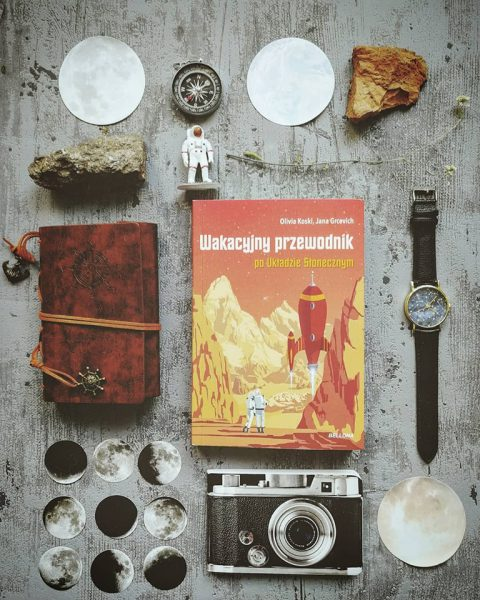 Olivia Koski, Jana Grcevich
Wakacyjny przewodnik
po Układzie Słonecznym
BELLONA